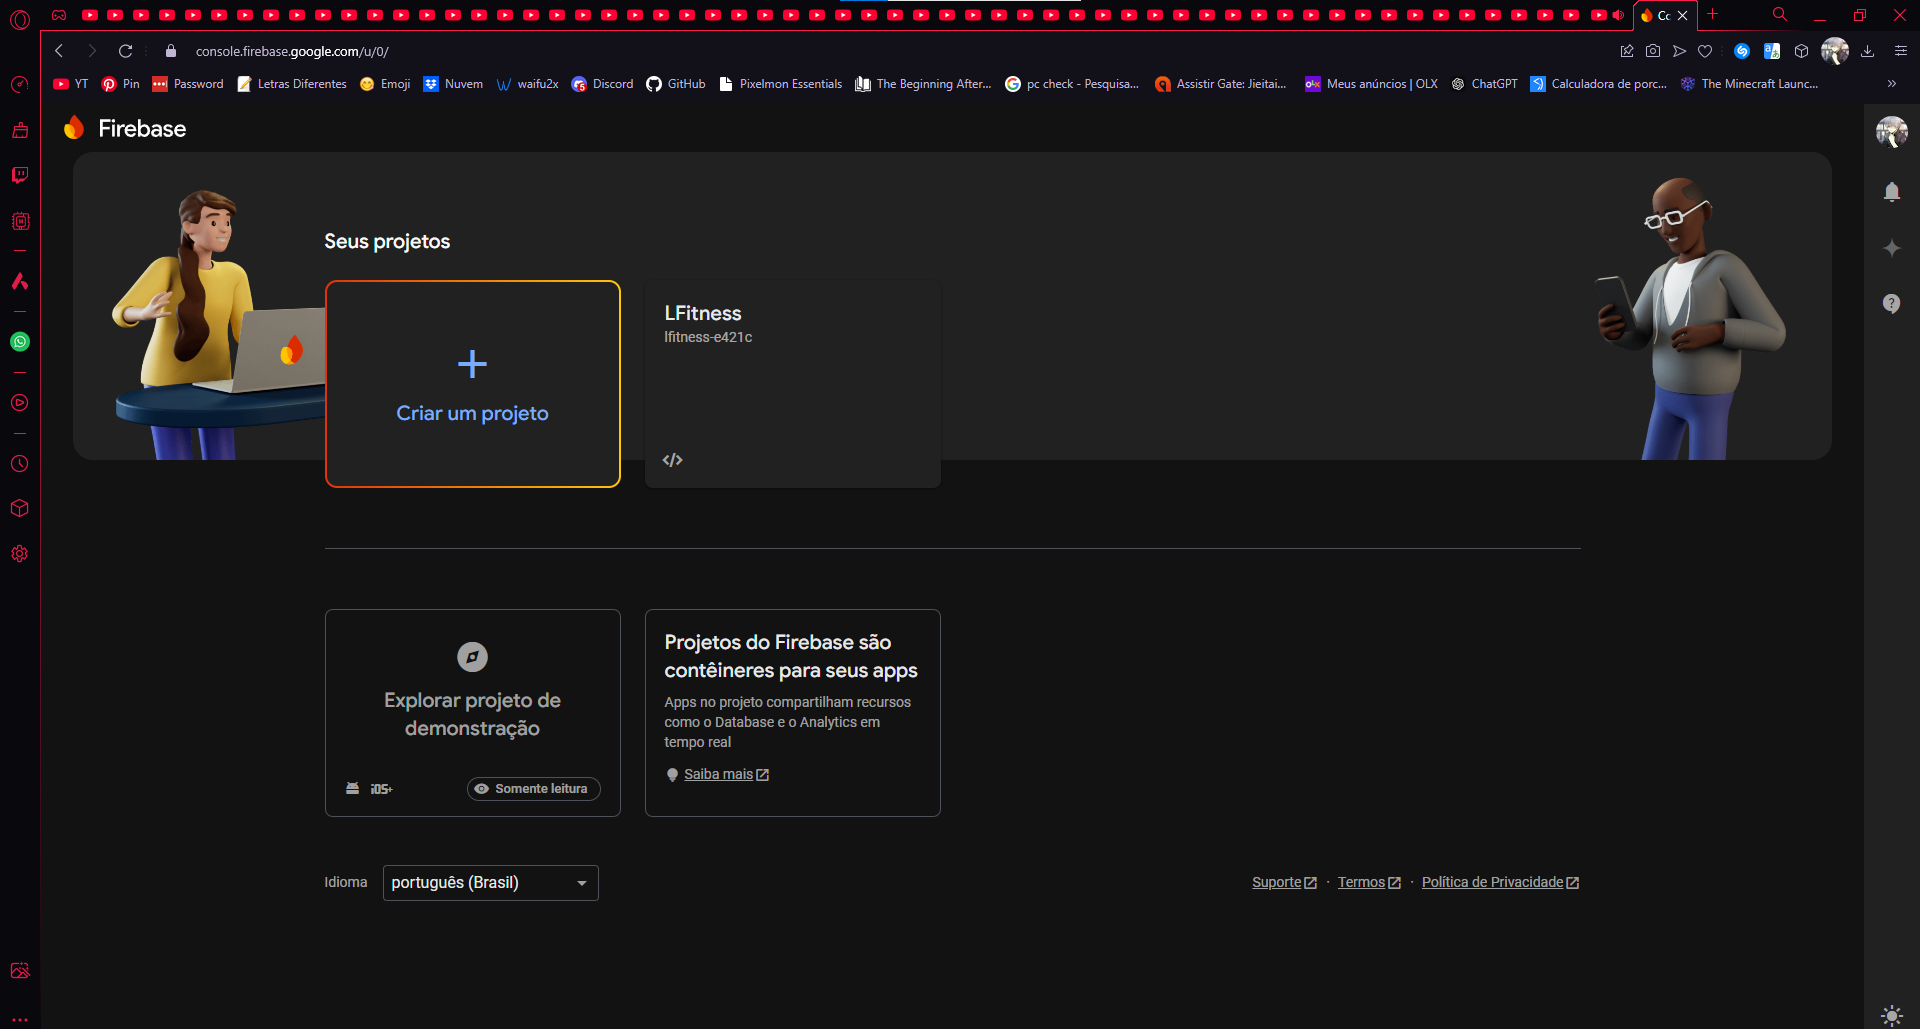 Cc
console.firebase.google.com/u/0/
YT
Pin
Password
Letras Diferentes
Emoji
Nuvem
waifu2x
Discord
GitHub
Pixelmon Essentials
The Beginning After...
pc check - Pesquisa...
Assistir Gate: Jieitai...
Meus anúncios | OLX
ChatGPT
Calculadora de porc...
The Minecraft Launc...
Firebase
Seus projetos
Criar um projeto
LFitness
lfitness-e421c
Explorar projeto de
demonstração
iOS+
Somente leitura
Projetos do Firebase são
contêineres para seus apps
Apps no projeto compartilham recursos
como o Database e o Analytics em
tempo real
Saiba mais
Idioma
português (Brasil)
Suporte · Termos · Política de Privacidade